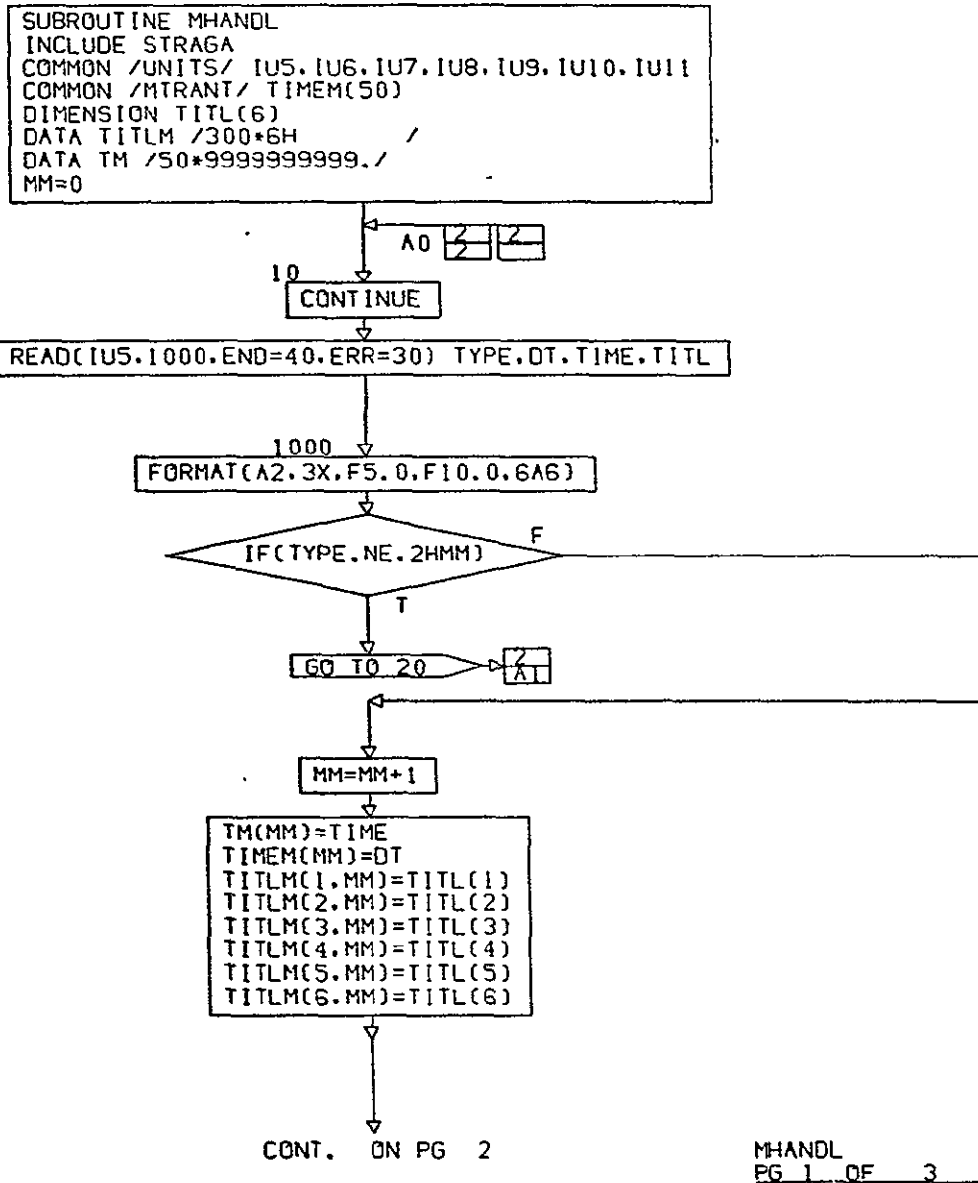 SUBROUTINE MHANDL
INCLUDE STRAGA
COMMON /UNITS/ IU5.IU6.IU7.IU8.IU9.IU10.IU11
COMMON /MTRANT/ TIMEM(50)
DIMENSION TITL(6)
DATA TITLM /300*6H      /
DATA TM /50*9999999999./
MM=0
A0 2 2
2
10
CONTINUE
READ(IU5.1000.END=40.ERR=30) TYPE.DT.TIME.TITL
1000
FORMAT(A2.3X.F5.0.F10.0.6A6)
IF(TYPE.NE.2HMM) F
T
GO TO 20 2
A1
MM=MM+1
TM(MM)=TIME
TIMEM(MM)=DT
TITLM(1.MM)=TITL(1)
TITLM(2.MM)=TITL(2)
TITLM(3.MM)=TITL(3)
TITLM(4.MM)=TITL(4)
TITLM(5.MM)=TITL(5)
TITLM(6.MM)=TITL(6)
CONT. ON PG 2
MHANDL
PG 1 OF 3